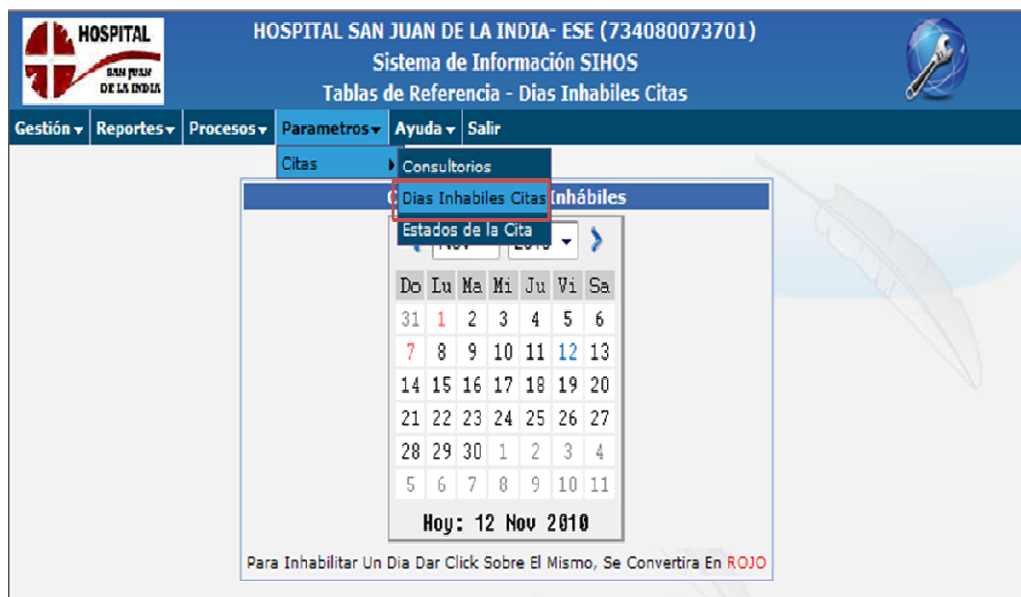 HOSPITAL
SAN JUAN
DE LA INDIA
HOSPITAL SAN JUAN DE LA INDIA- ESE (734080073701)
Sistema de Información SIHOS
Tablas de Referencia - Dias Inhabiles Citas
Gestión Reportes Procesos Parametros Ayuda Salir
Citas
Consultorios
Dias Inhabiles Citas
Estados de la Cita
Inhábiles
Do Lu Ma Mi Ju Vi Sa
31 1 2 3 4 5 6
7 8 9 10 11 12 13
14 15 16 17 18 19 20
21 22 23 24 25 26 27
28 29 30 1 2 3 4
5 6 7 8 9 10 11
Hoy: 12 Nov 2010
Para Inhabilitar Un Dia Dar Click Sobre El Mismo, Se Convertira En ROJO